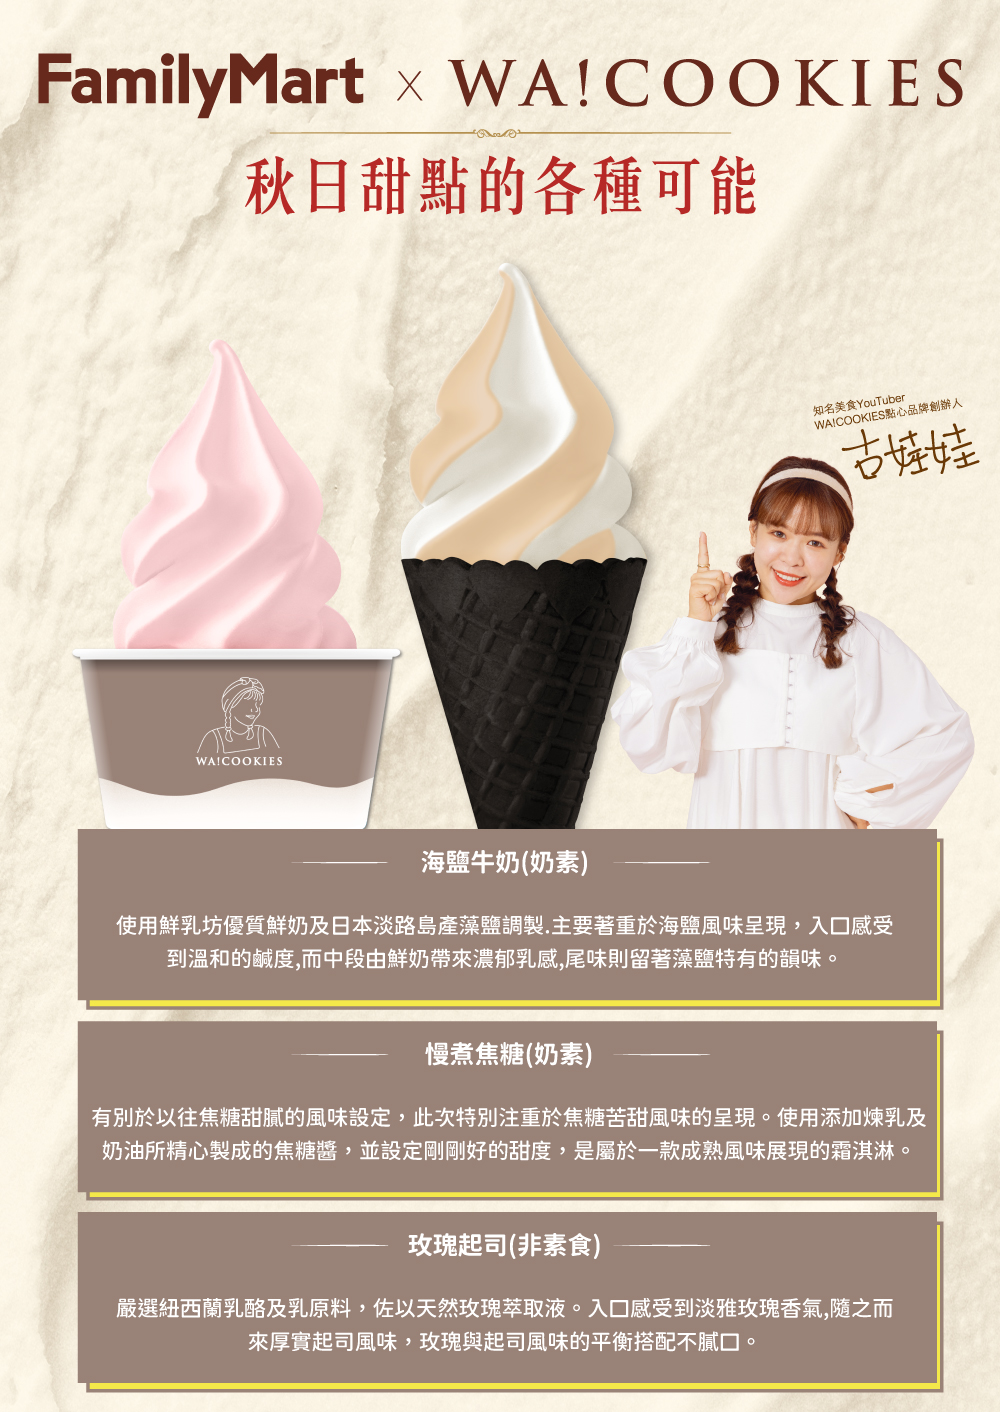 FamilyMart × WA!COOKIES
秋日甜點的各種可能
知名美食YouTuber
WA!COOKIES點心品牌創辦人
古娃娃
WA!COOKIES
海鹽牛奶(奶素)
使用鮮乳坊優質鮮奶及日本淡路島產藻鹽調製.主要著重於海鹽風味呈現，入口感受
到溫和的鹹度,而中段由鮮奶帶來濃郁乳感,尾味則留著藻鹽特有的韻味。
慢煮焦糖(奶素)
有別於以往焦糖甜膩的風味設定，此次特別注重於焦糖苦甜風味的呈現。使用添加煉乳及
奶油所精心製成的焦糖醬，並設定剛剛好的甜度，是屬於一款成熟風味展現的霜淇淋。
玫瑰起司(非素食)
嚴選紐西蘭乳酪及乳原料，佐以天然玫瑰萃取液。入口感受到淡雅玫瑰香氣,隨之而
來厚實起司風味，玫瑰與起司風味的平衡搭配不膩口。